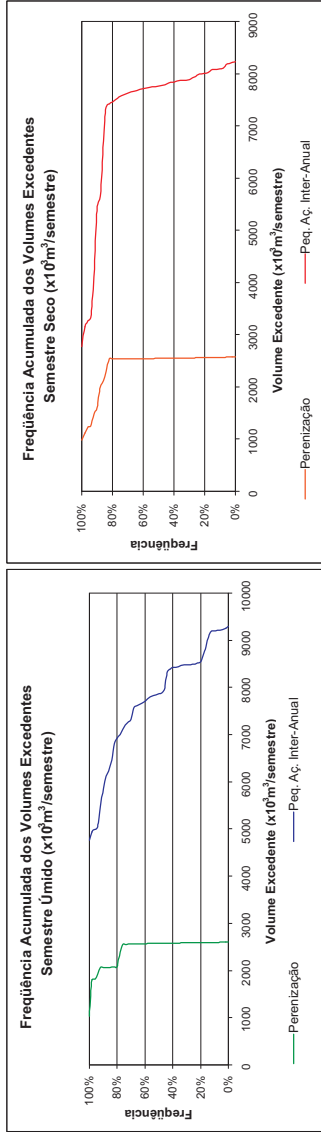 Freqüência Acumulada dos Volumes Excedentes
Semestre Úmido (x10³m³/semestre)
Freqüência
100%
80%
60%
40%
20%
0%
0 1000 2000 3000 4000 5000 6000 7000 8000 9000 10000
Volume Excedente (x10³m³/semestre)
Perenização Peq. Aç. Inter-Anual
Freqüência Acumulada dos Volumes Excedentes
Semestre Seco (x10³m³/semestre)
Freqüência
100%
80%
60%
40%
20%
0%
0 1000 2000 3000 4000 5000 6000 7000 8000 9000
Volume Excedente (x10³m³/semestre)
Perenização Peq. Aç. Inter-Anual